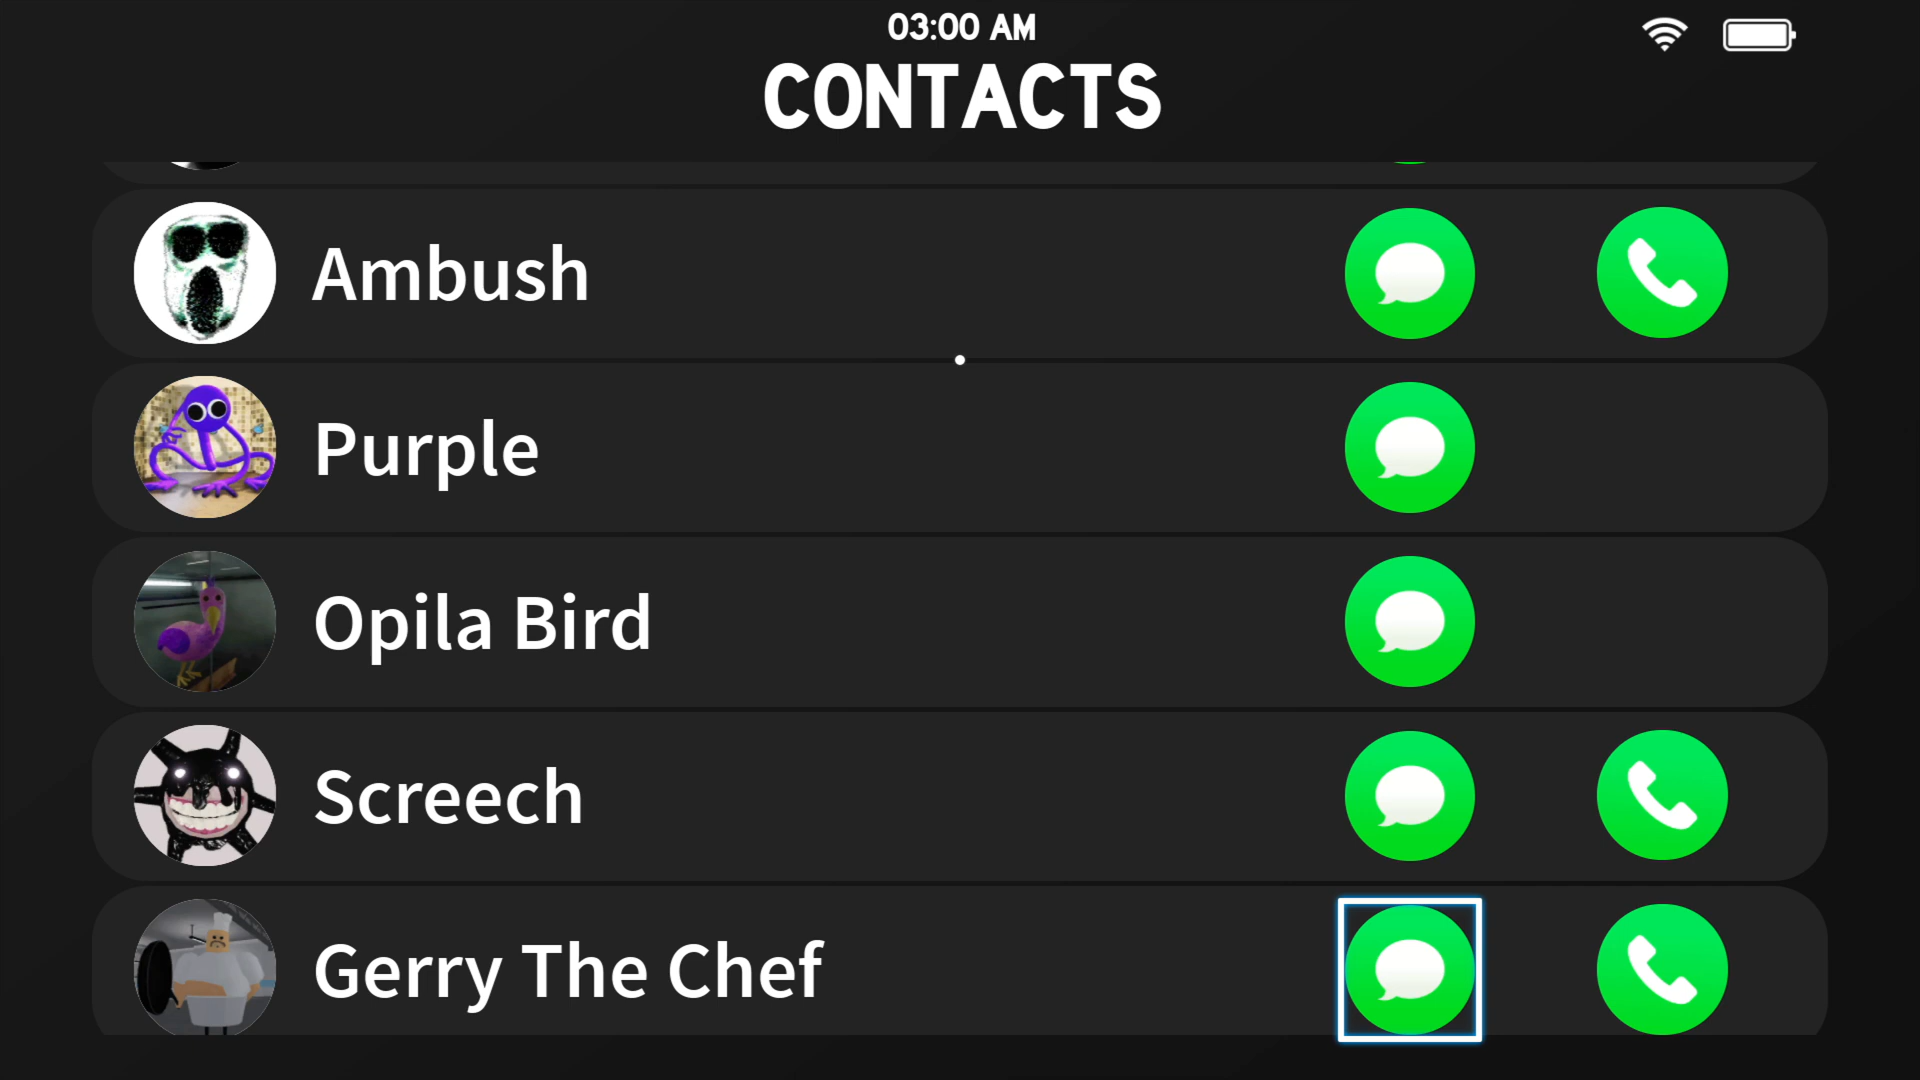 03:00 AM
CONTACTS
Ambush
Purple
Opila Bird
Screech
Gerry The Chef